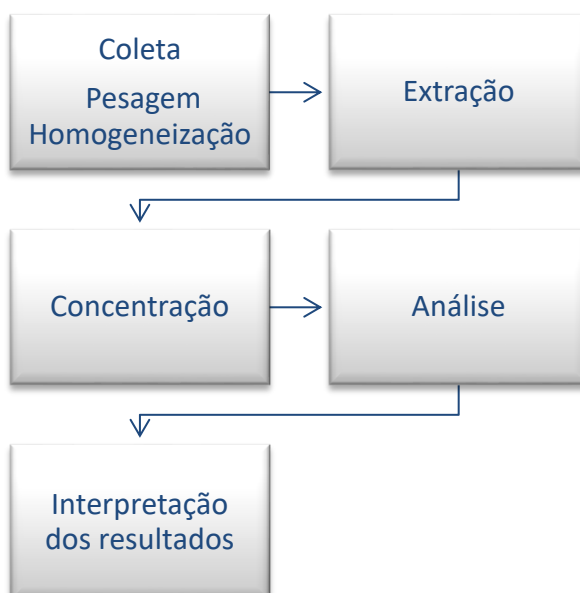 Coleta
Pesagem
Homogeneização
Extração
Concentração
Análise
Interpretação
dos resultados